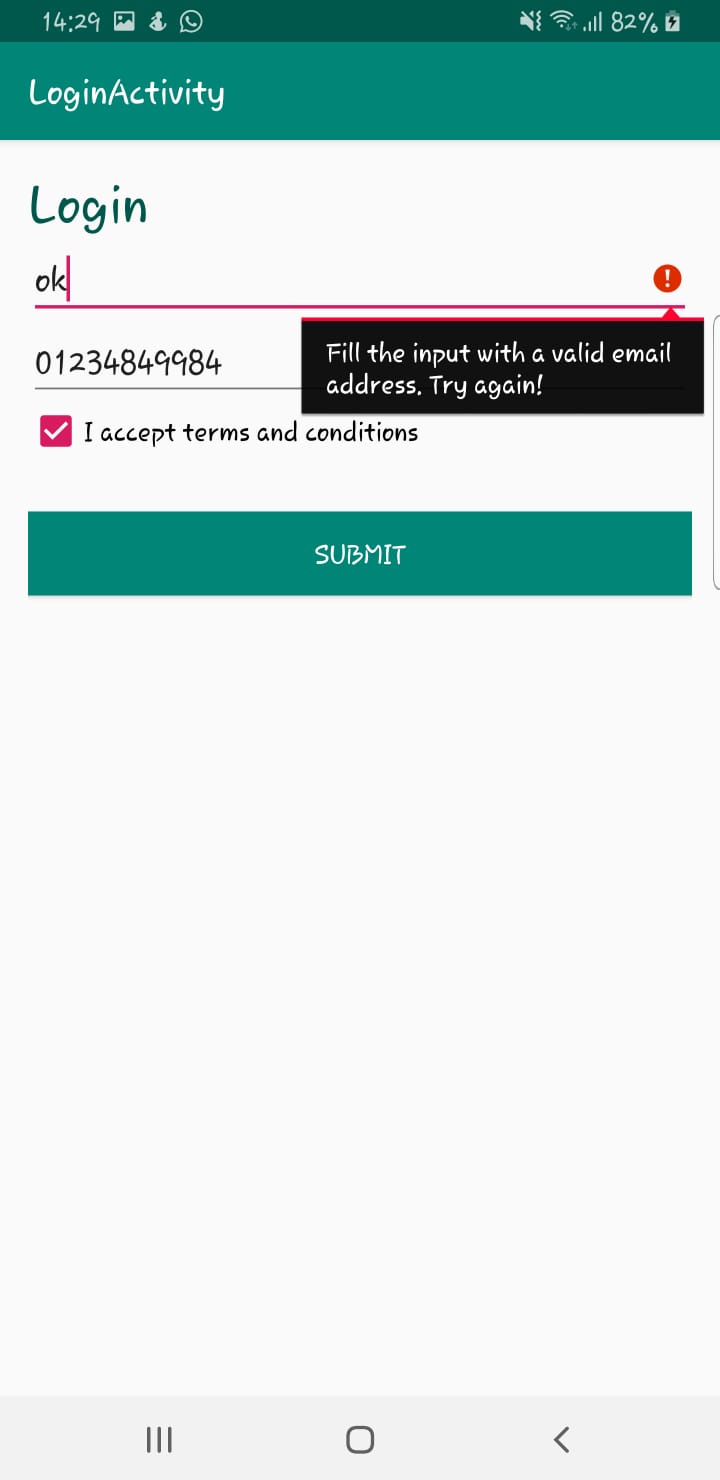 14:29 82%
LoginActivity
Login
ok
01234849984
Fill the input with a valid email
address. Try again!
I accept terms and conditions
SUBMIT